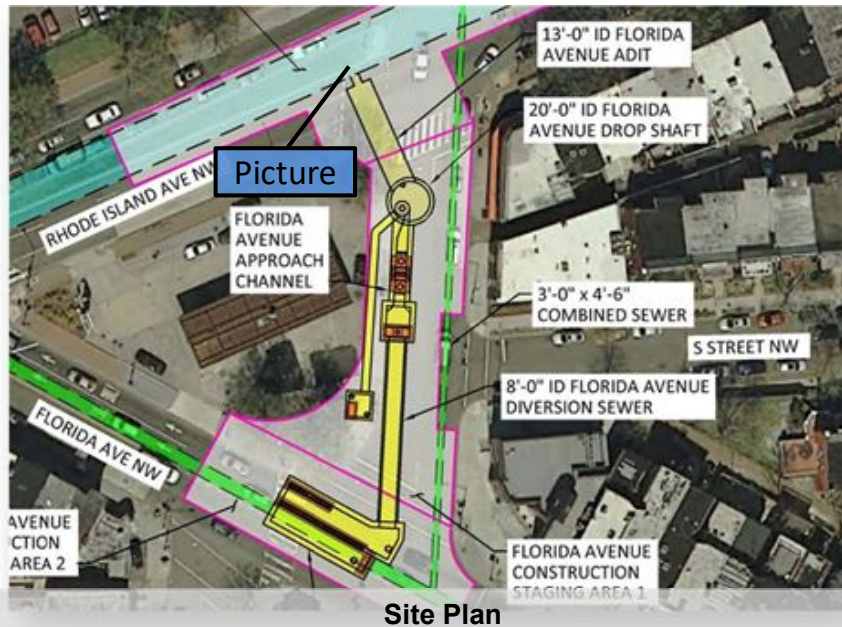 13'-0" ID FLORIDA
AVENUE ADIT
20'-0" ID FLORIDA
AVENUE DROP SHAFT
Picture
RHODE ISLAND AVE NW
FLORIDA
AVENUE
APPROACH
CHANNEL
3'-0" x 4'-6"
COMBINED SEWER
S STREET NW
8'-0" ID FLORIDA AVENUE
DIVERSION SEWER
FLORIDA AVE NW
AVENUE
UCTION
AREA 2
FLORIDA AVENUE
CONSTRUCTION
STAGING AREA 1
Site Plan